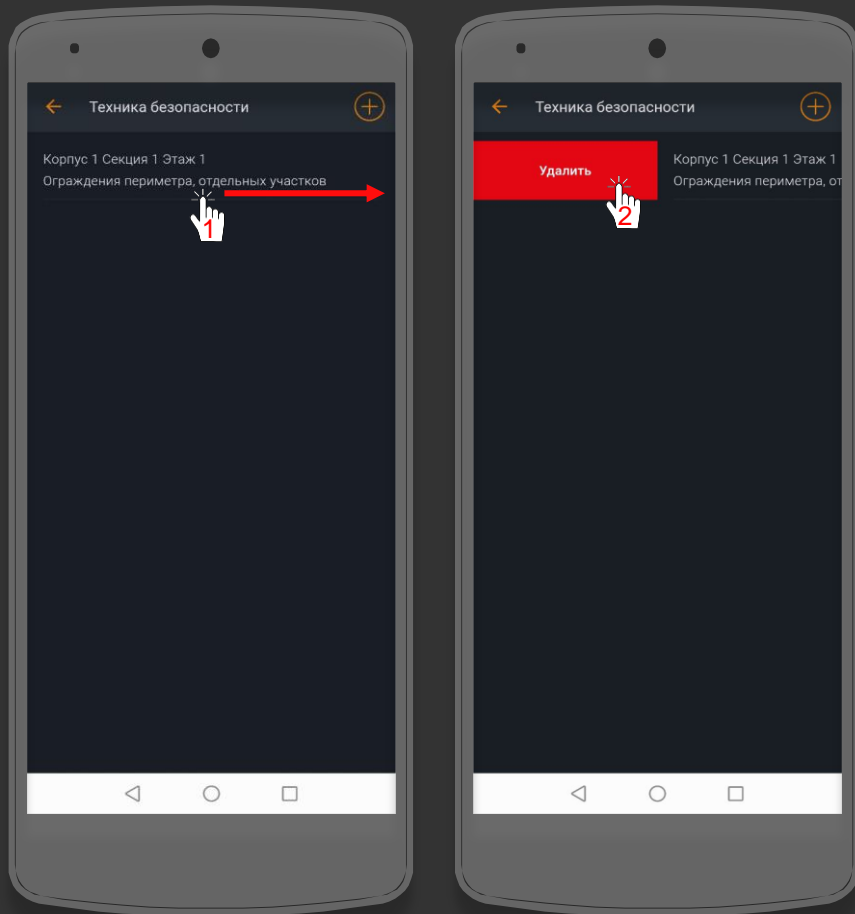 Техника безопасности
Корпус 1 Секция 1 Этаж 1
Ограждения периметра, отдельных участков
1
Техника безопасности
Удалить
Корпус 1 Секция 1 Этаж 1
Ограждения периметра, от
2